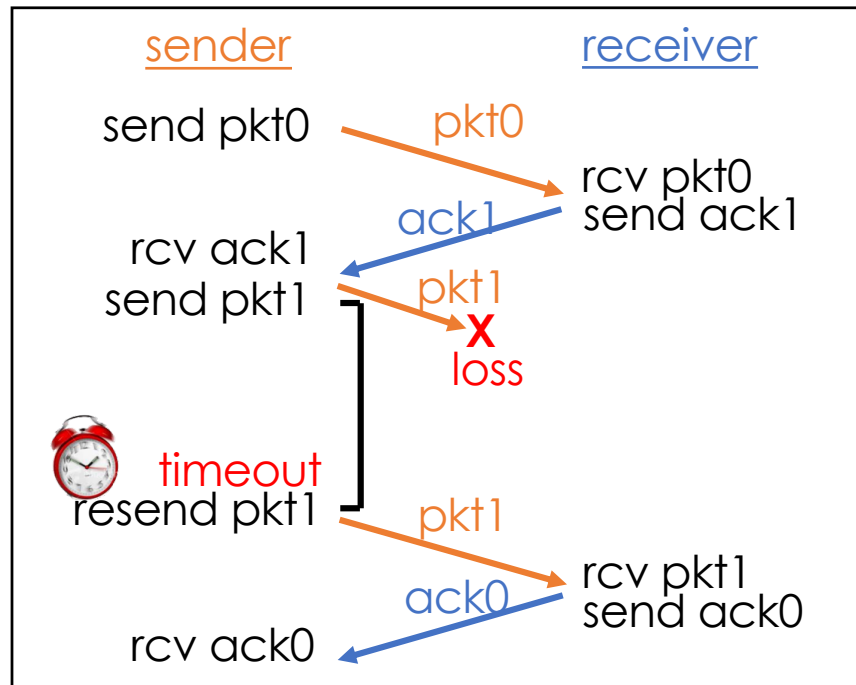 sender
receiver
send pkt0
pkt0
rcv pkt0
send ack1
ack1
rcv ack1
send pkt1
pkt1
X
loss
timeout
resend pkt1
pkt1
rcv pkt1
send ack0
ack0
rcv ack0